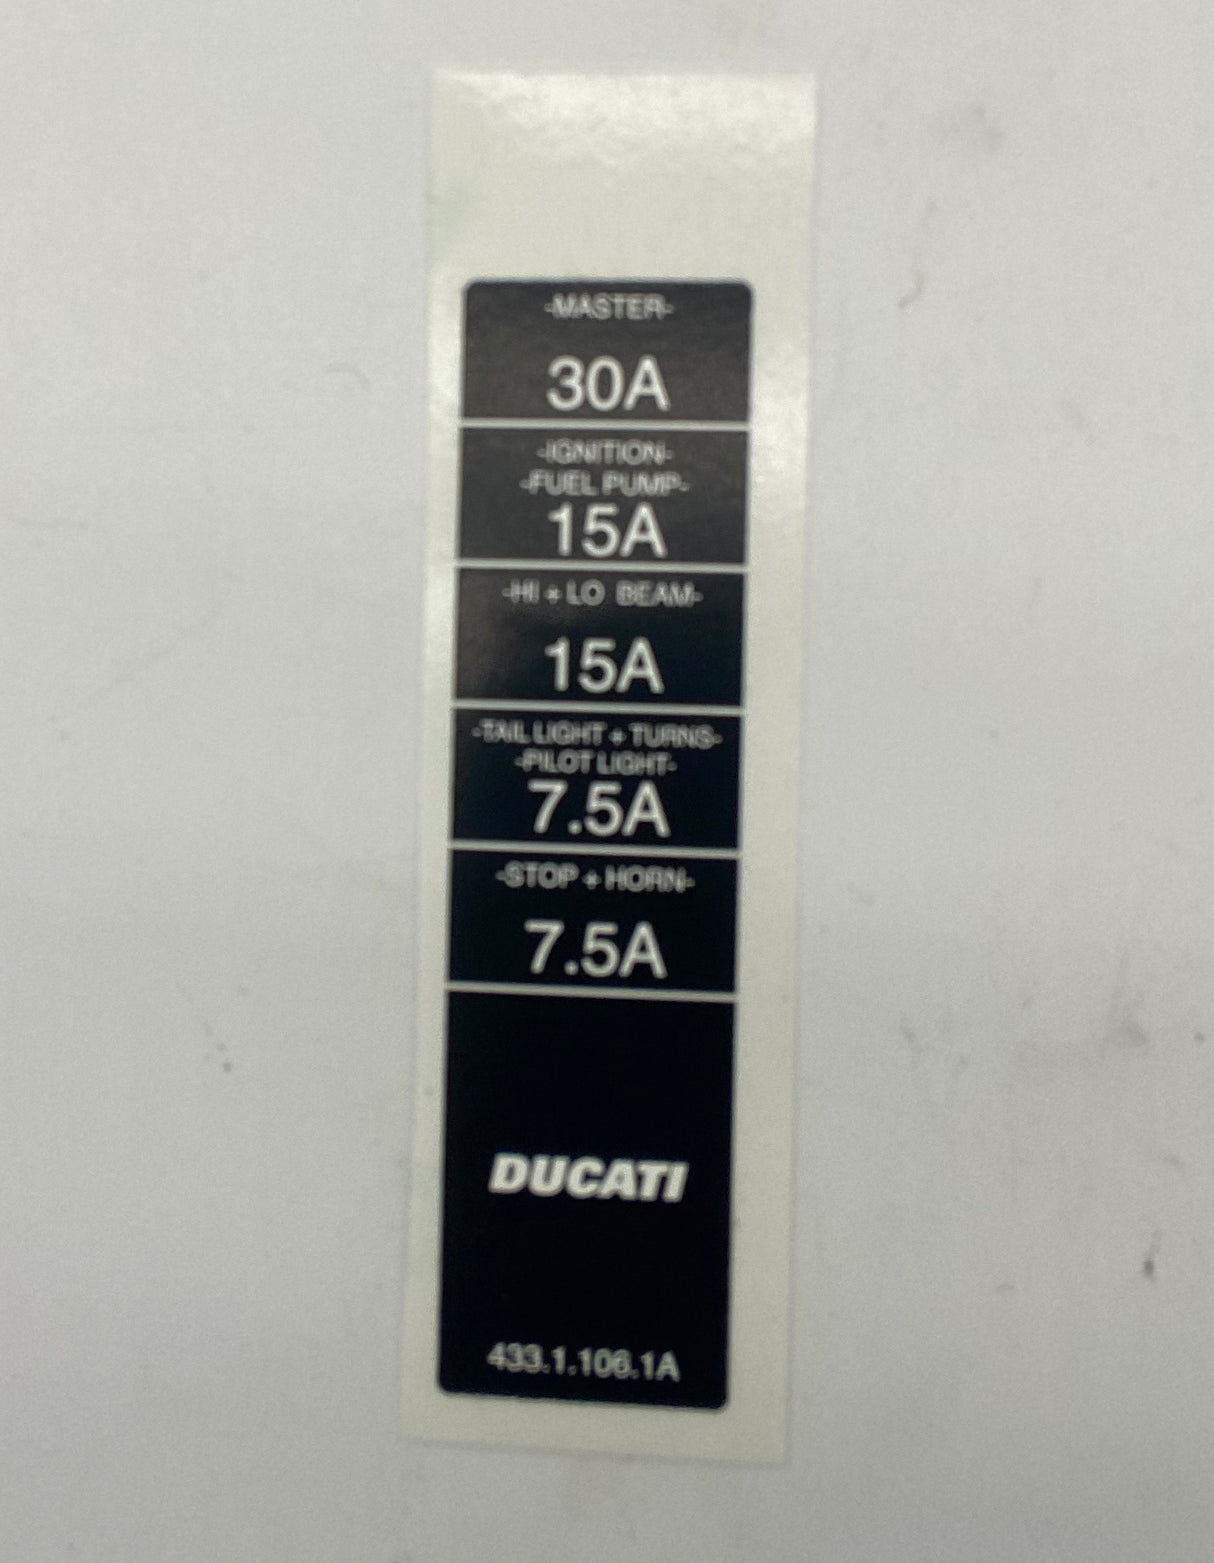 -MASTER-
30A
-IGNITION-
-FUEL PUMP-
15A
-HI + LO BEAM-
15A
-TAIL LIGHT + TURNS-
-PILOT LIGHT-
7.5A
-STOP + HORN-
7.5A
DUCATI
433.1.106.1A